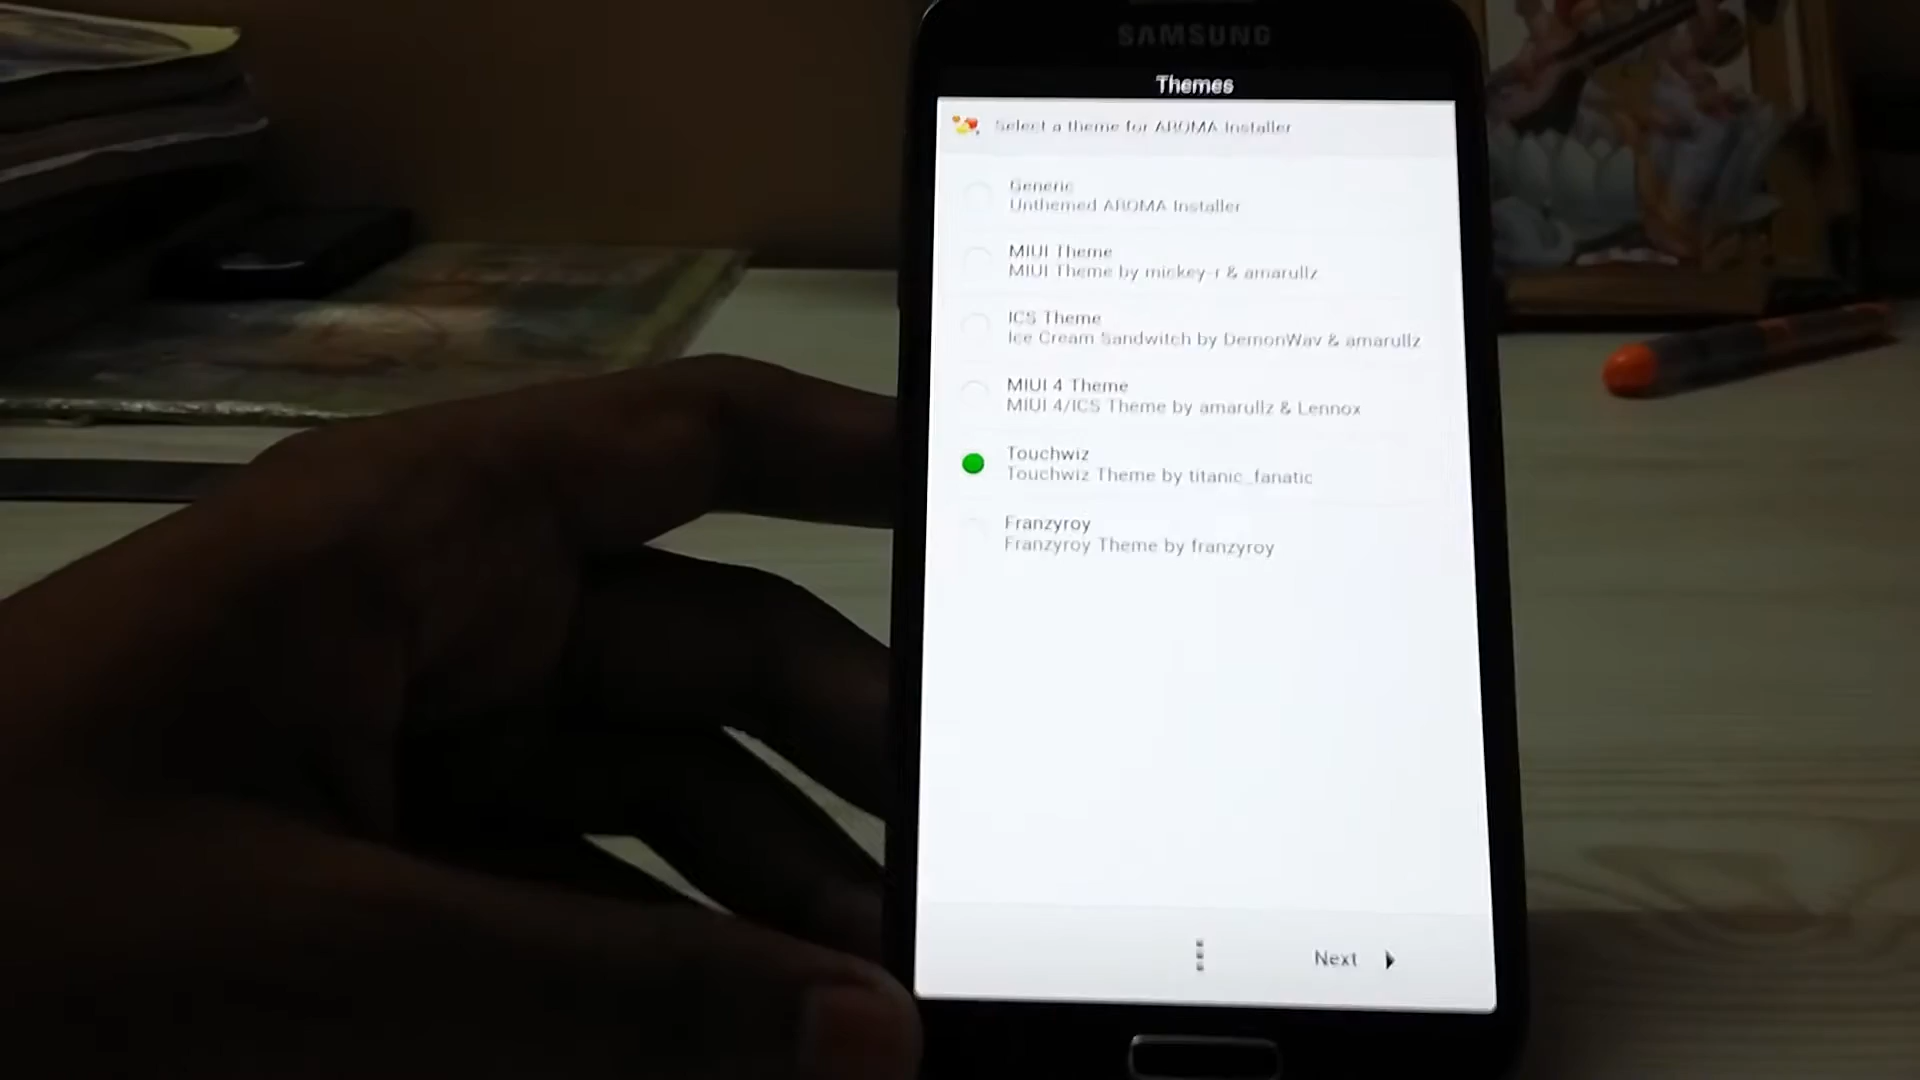 SAMSUNG
Themes
Select a theme for AROMA Installer
Generic
Unthemed AROMA Installer
MIUI Theme
MIUI Theme by mickey-r & amarullz
ICS Theme
Ice Cream Sandwitch by DemonWav & amarullz
MIUI 4 Theme
MIUI 4/ICS Theme by amarullz & Lennox
Touchwiz
Touchwiz Theme by titanic_fanatic
Franzyroy
Franzyroy Theme by franzyroy
Next